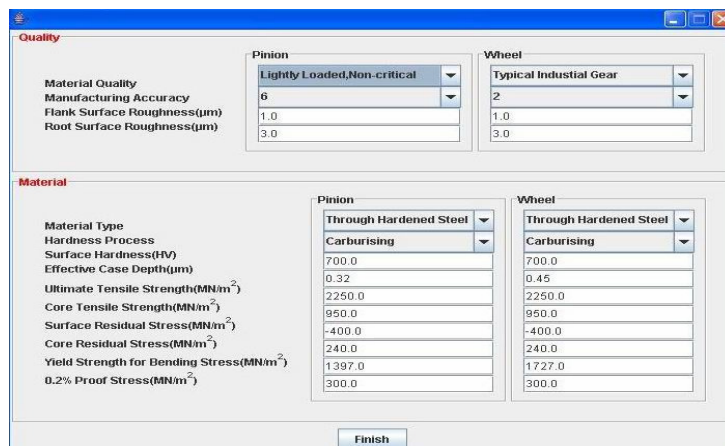 Quality
Pinion Wheel
Material Quality Lightly Loaded,Non-critical Typical Industial Gear
Manufacturing Accuracy 6 2
Flank Surface Roughness(µm) 1.0 1.0
Root Surface Roughness(µm) 3.0 3.0
Material
Pinion Wheel
Material Type Through Hardened Steel Through Hardened Steel
Hardness Process Carburising Carburising
Surface Hardness(HV) 700.0 700.0
Effective Case Depth(µm) 0.32 0.45
Ultimate Tensile Strength(MN/m²) 2250.0 2250.0
Core Tensile Strength(MN/m²) 950.0 950.0
Surface Residual Stress(MN/m²) -400.0 -400.0
Core Residual Stress(MN/m²) 240.0 240.0
Yield Strength for Bending Stress(MN/m²) 1397.0 1727.0
0.2% Proof Stress(MN/m²) 300.0 300.0
Finish